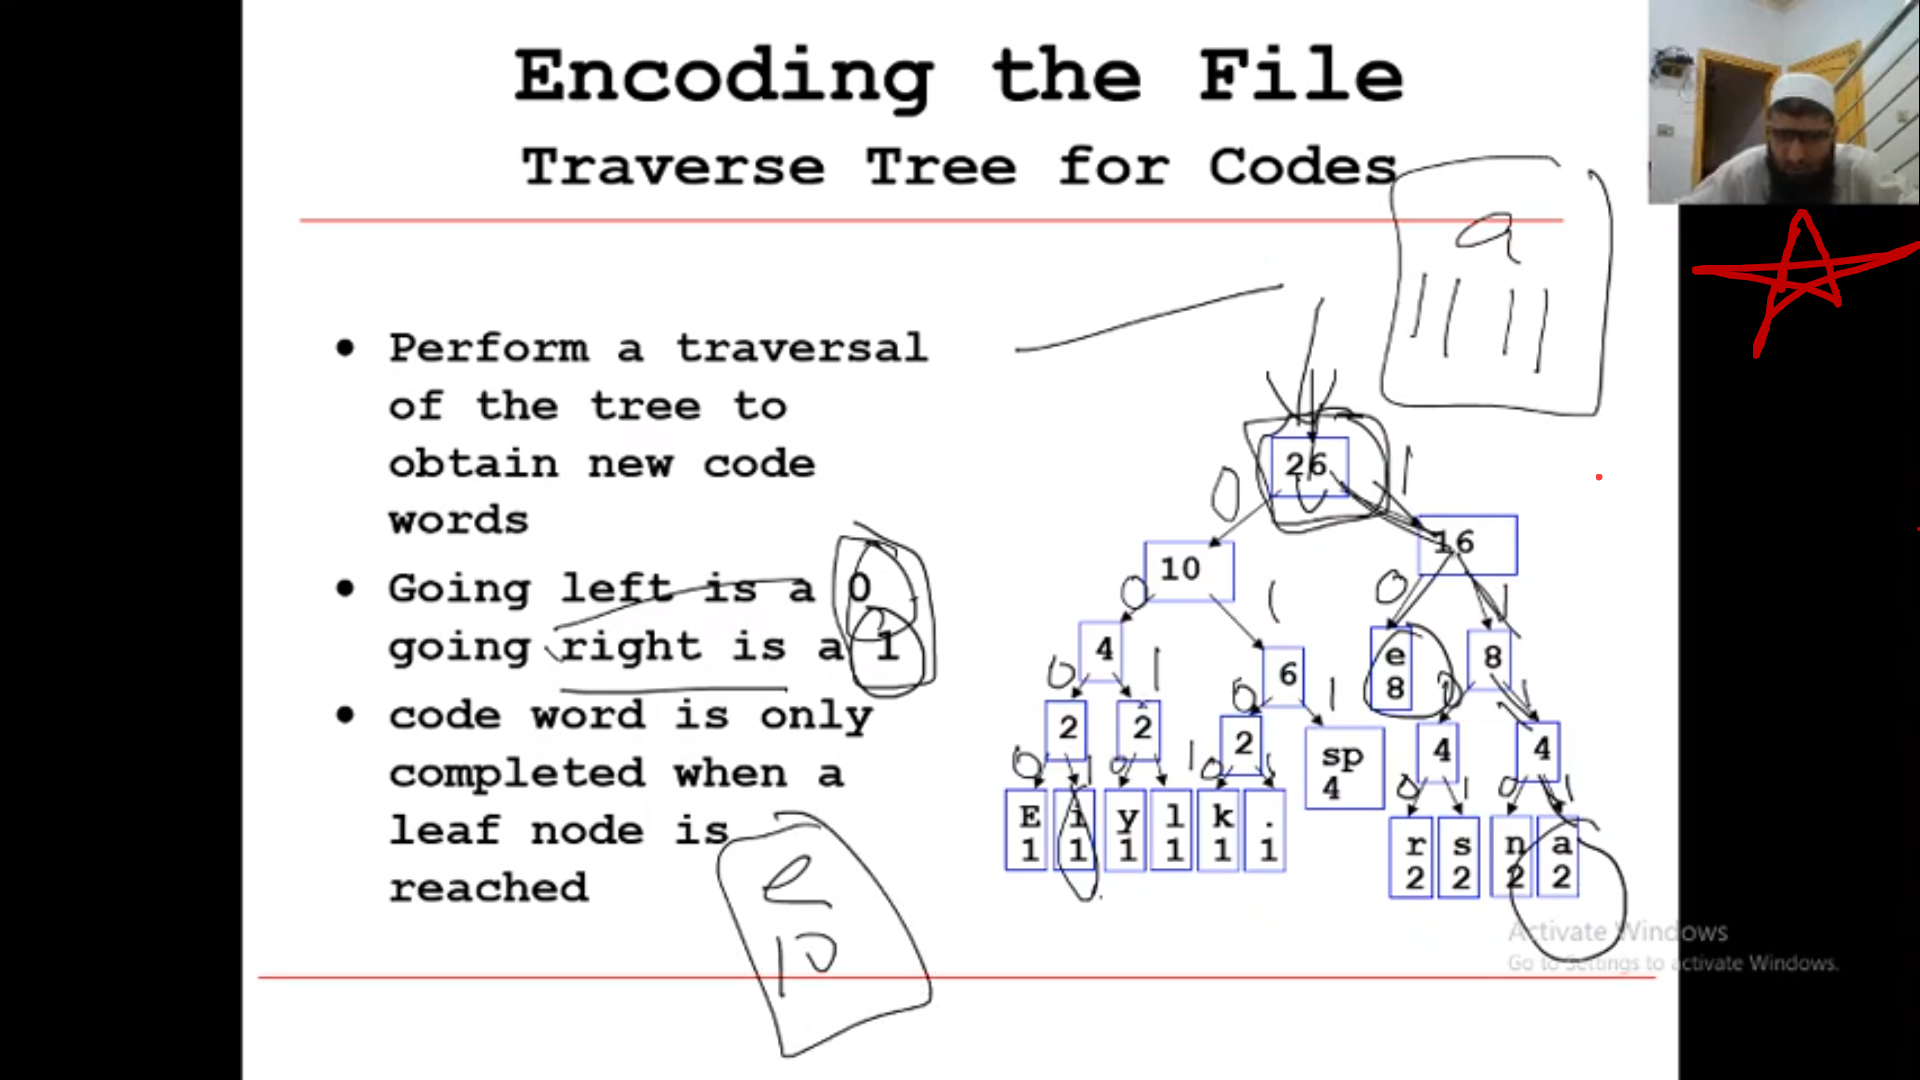 Encoding the File
Traverse Tree for Codes
a
1111
• Perform a traversal
of the tree to
obtain new code
words
• Going left is a 0
going right is a 1
• code word is only
completed when a
leaf node is
reached
e
10
26
0 1
10 16
0 1 0 1
4 6 e 8 8
0 1 0 1 0 1
2 2 2 sp 4 4 4
0 1 0 1 0 1 0 1 0 1
E i y l k . r s n a
1 1 1 1 1 1 2 2 2 2
Activate Windows
Go to Settings to activate Windows.